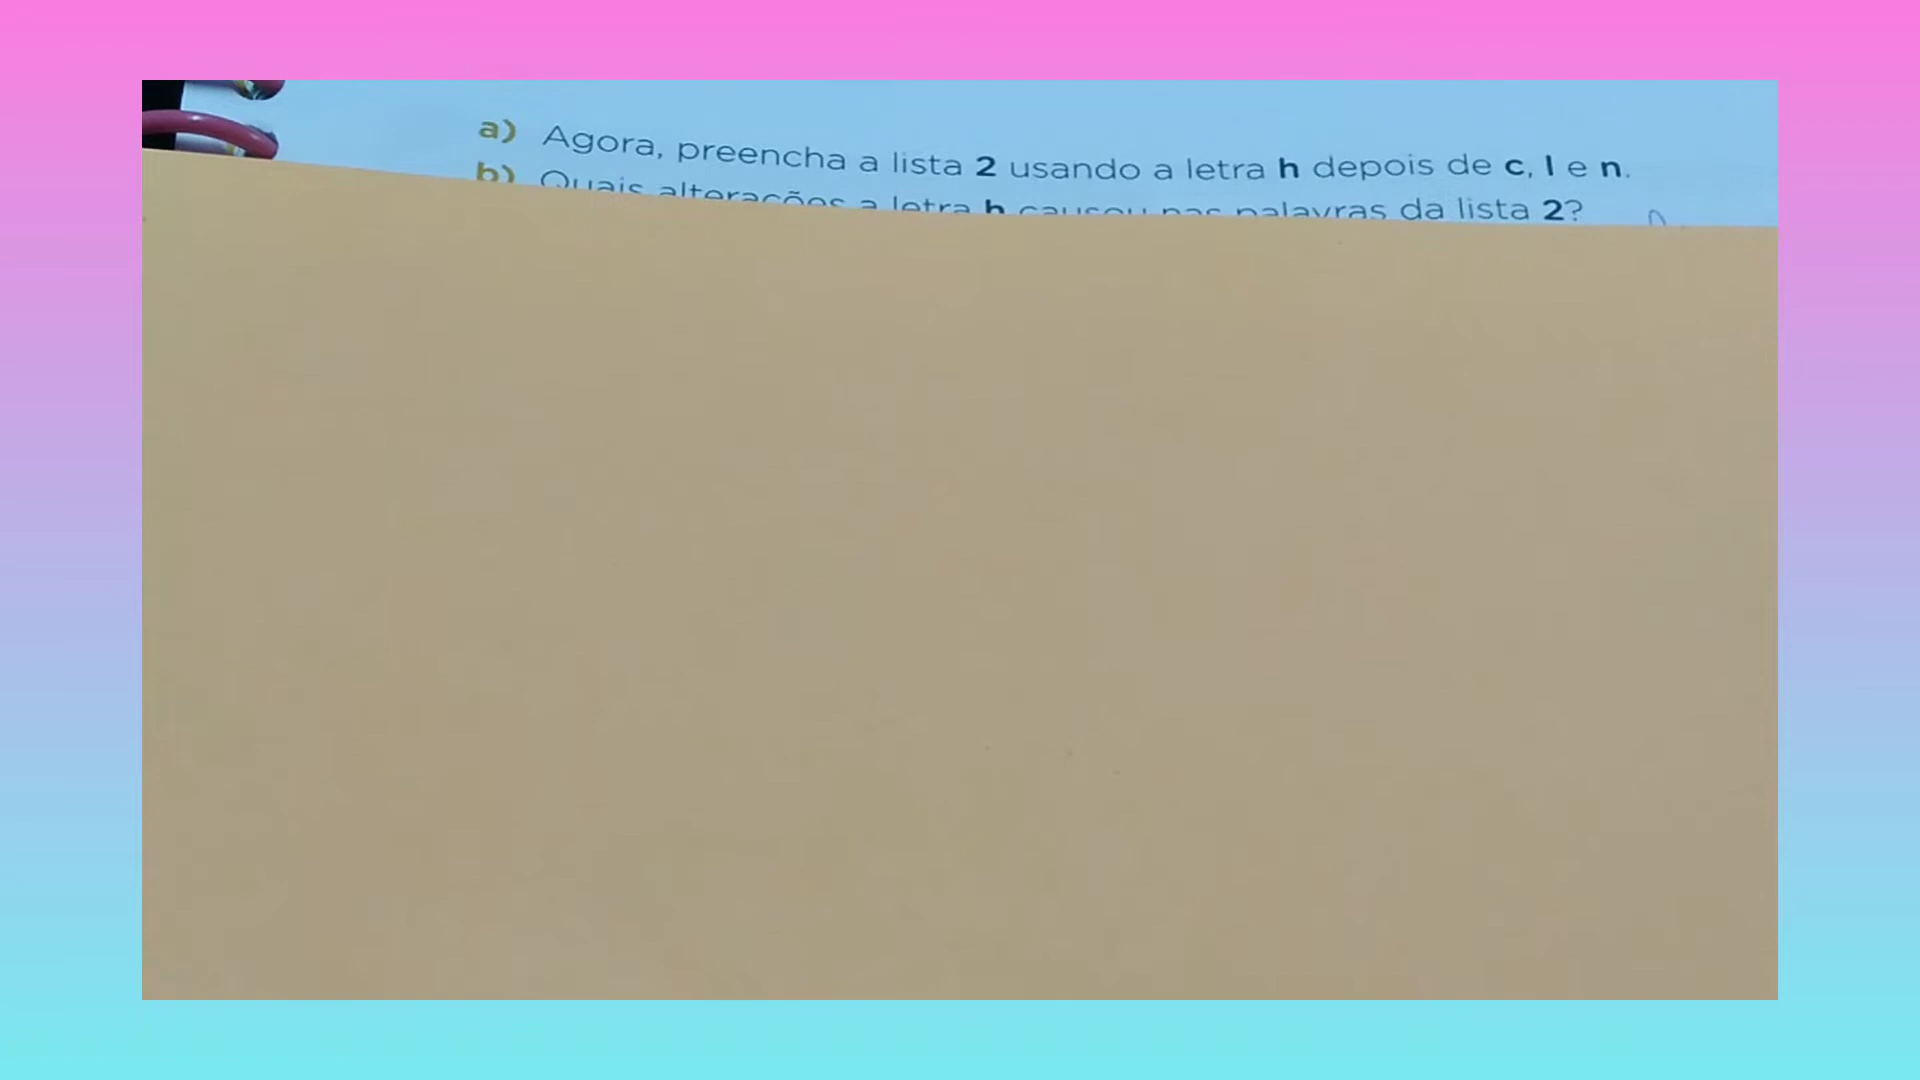 a) Agora, preencha a lista 2 usando a letra h depois de c, l e n.
b) Quais alterações a letra h causou nas palavras da lista 2?